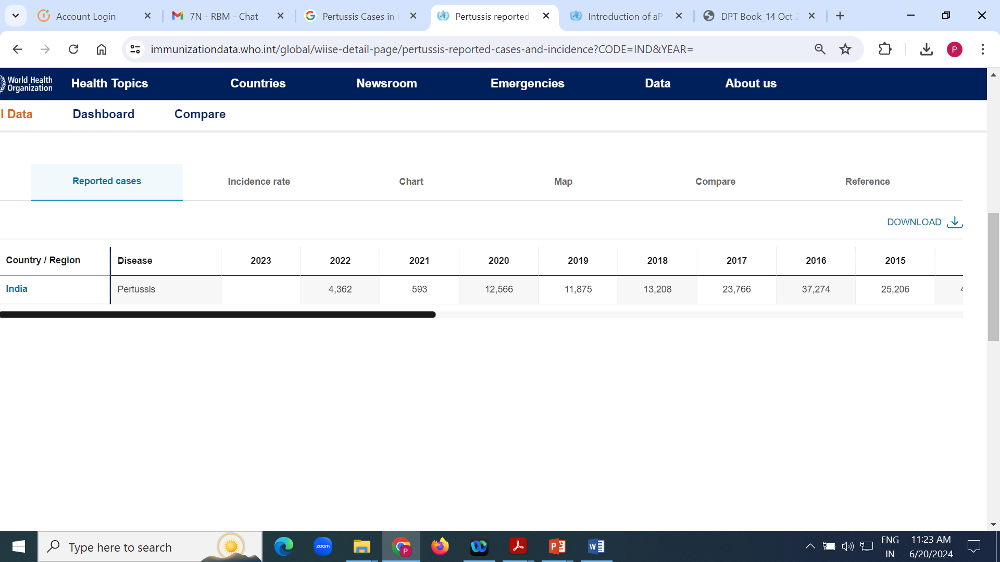 Account Login
7N - RBM - Chat
Pertussis Cases in
Pertussis reported
Introduction of aP
DPT Book_14 Oct 2
immunizationdata.who.int/global/wiise-detail-page/pertussis-reported-cases-and-incidence?CODE=IND&YEAR=
P
World Health
Organization
Health Topics Countries Newsroom Emergencies Data About us
l Data Dashboard Compare
Reported cases Incidence rate Chart Map Compare Reference
DOWNLOAD
Country / Region Disease 2023 2022 2021 2020 2019 2018 2017 2016 2015
India Pertussis 4,362 593 12,566 11,875 13,208 23,766 37,274 25,206 4
Type here to search
zoom
P
ENG
IN
11:23 AM
6/20/2024